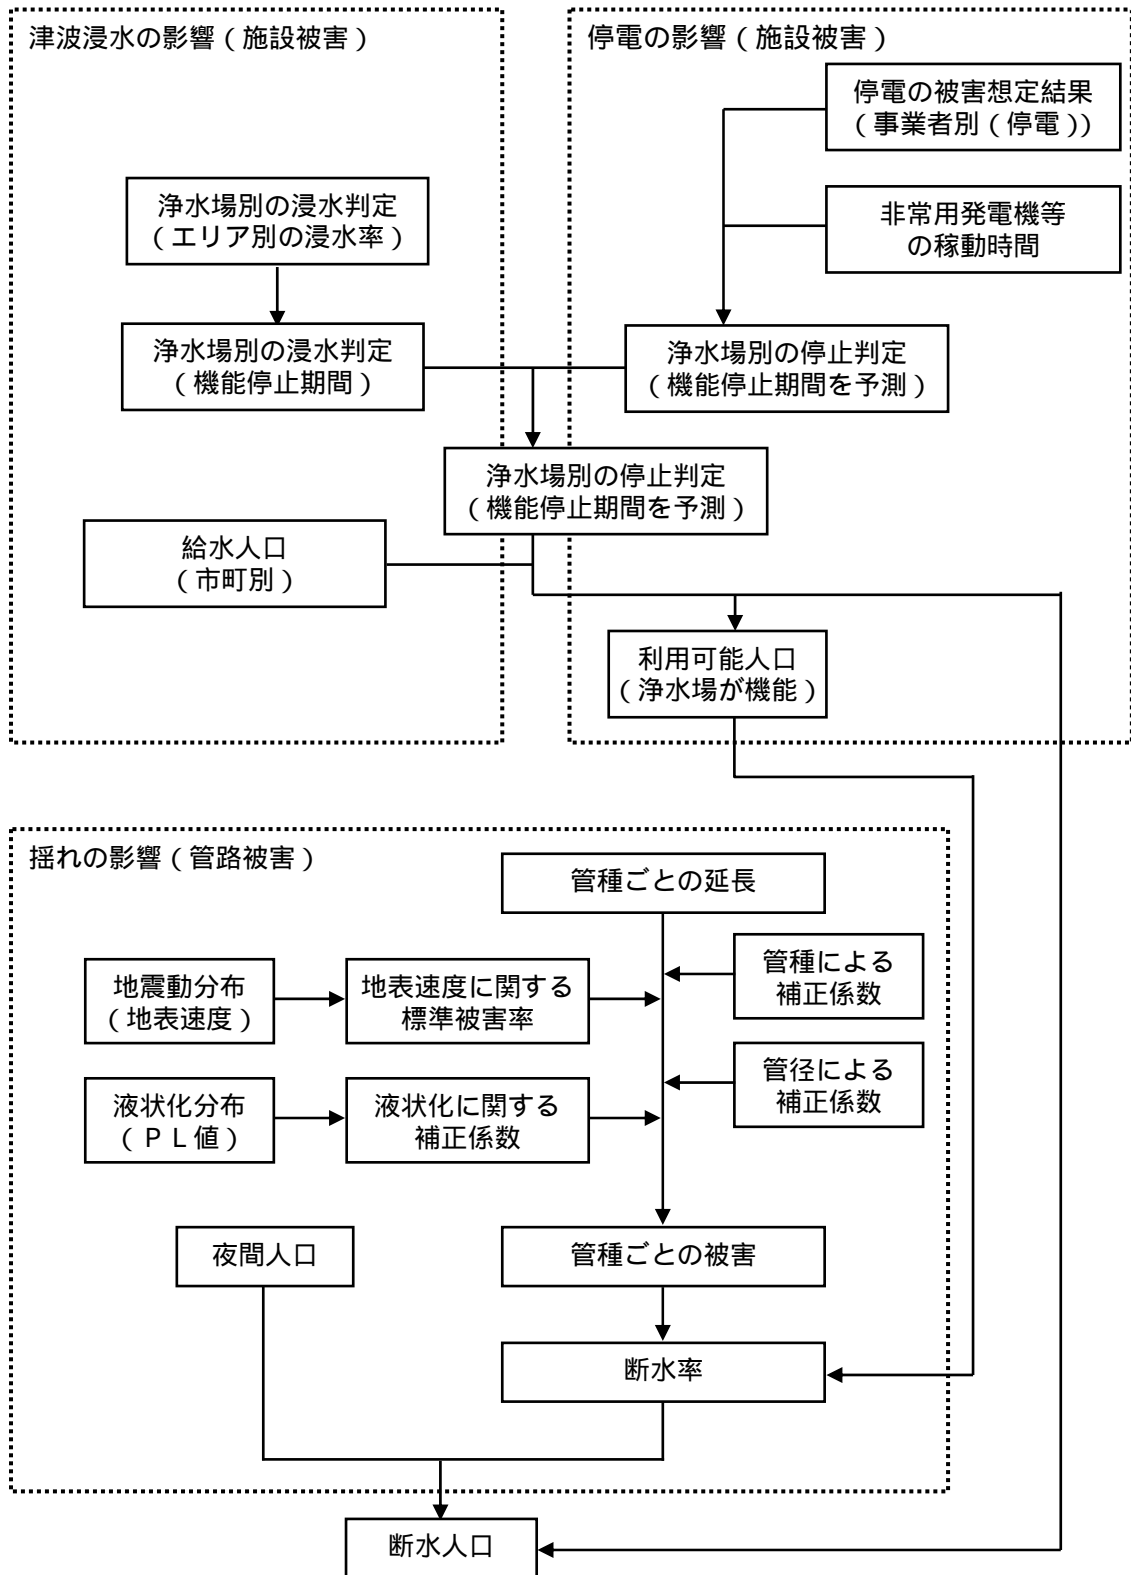 津波浸水の影響（施設被害）
停電の影響（施設被害）
停電の被害想定結果
（事業者別（停電））
非常用発電機等
の稼動時間
浄水場別の浸水判定
（エリア別の浸水率）
浄水場別の浸水判定
（機能停止期間）
浄水場別の停止判定
（機能停止期間を予測）
浄水場別の停止判定
（機能停止期間を予測）
給水人口
（市町別）
利用可能人口
（浄水場が機能）
揺れの影響（管路被害）
管種ごとの延長
地震動分布
（地表速度）
地表速度に関する
標準被害率
管種による
補正係数
液状化分布
（ＰＬ値）
液状化に関する
補正係数
管径による
補正係数
夜間人口
管種ごとの被害
断水率
断水人口